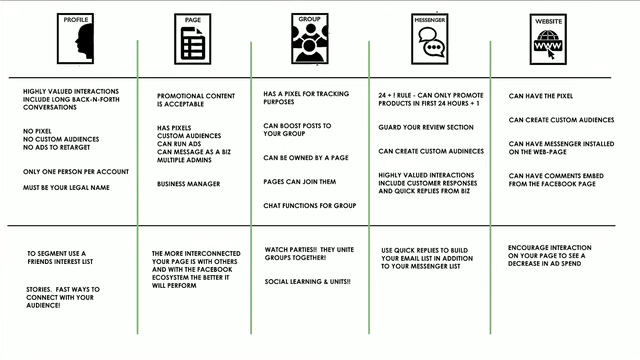 PROFILE
PAGE
GROUP
MESSENGER
WEBSITE
WWW
HIGHLY VALUED INTERACTIONS
INCLUDE LONG BACK-N-FORTH
CONVERSATIONS
NO PIXEL
NO CUSTOM AUDIENCES
NO ADS TO RETARGET
ONLY ONE PERSON PER ACCOUNT
MUST BE YOUR LEGAL NAME
PROMOTIONAL CONTENT
IS ACCEPTABLE
HAS PIXELS
CUSTOM AUDIENCES
CAN RUN ADS
CAN MESSAGE AS A BIZ
MULTIPLE ADMINS
BUSINESS MANAGER
HAS A PIXEL FOR TRACKING
PURPOSES
CAN BOOST POSTS TO
YOUR GROUP
CAN BE OWNED BY A PAGE
PAGES CAN JOIN THEM
CHAT FUNCTIONS FOR GROUP
24 + ! RULE - CAN ONLY PROMOTE
PRODUCTS IN FIRST 24 HOURS + 1
GUARD YOUR REVIEW SECTION
CAN CREATE CUSTOM AUDINECES
HIGHLY VALUED INTERACTIONS
INCLUDE CUSTOMER RESPONSES
AND QUICK REPLIES FROM BIZ
CAN HAVE THE PIXEL
CAN CREATE CUSTOM AUDIENCES
CAN HAVE MESSENGER INSTALLED
ON THE WEB-PAGE
CAN HAVE COMMENTS EMBED
FROM THE FACEBOOK PAGE
TO SEGMENT USE A
FRIENDS INTEREST LIST
STORIES. FAST WAYS TO
CONNECT WITH YOUR
AUDIENCE!
THE MORE INTERCONNECTED
YOUR PAGE IS WITH OTHERS
AND WITH THE FACEBOOK
ECOSYSTEM THE BETTER IT
WILL PERFORM
WATCH PARTIES!! THEY UNITE
GROUPS TOGETHER!
SOCIAL LEARNING & UNITS!!
USE QUICK REPLIES TO BUILD
YOUR EMAIL LIST IN ADDITION
TO YOUR MESSENGER LIST
ENCOURAGE INTERACTION
ON YOUR PAGE TO SEE A
DECREASE IN AD SPEND